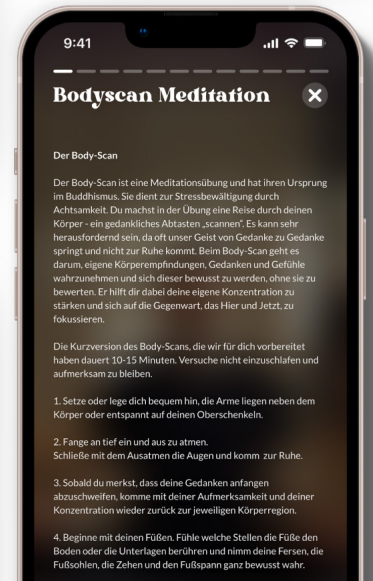 9:41
Bodyscan Meditation
Der Body-Scan
Der Body-Scan ist eine Meditationsübung und hat ihren Ursprung
im Buddhismus. Sie dient zur Stressbewältigung durch
Achtsamkeit. Du machst in der Übung eine Reise durch deinen
Körper - ein gedankliches Abtasten „scannen“. Es kann sehr
herausfordernd sein, da oft unser Geist von Gedanke zu Gedanke
springt und nicht zur Ruhe kommt. Beim Body-Scan geht es
darum, eigene Körperempfindungen, Gedanken und Gefühle
wahrzunehmen und sich dieser bewusst zu werden, ohne sie zu
bewerten. Er hilft dir dabei deine eigene Konzentration zu
stärken und sich auf die Gegenwart, das Hier und Jetzt, zu
fokussieren.
Die Kurzversion des Body-Scans, die wir für dich vorbereitet
haben dauert 10-15 Minuten. Versuche nicht einzuschlafen und
aufmerksam zu bleiben.
1. Setze oder lege dich bequem hin, die Arme liegen neben dem
Körper oder entspannt auf deinen Oberschenkeln.
2. Fange an tief ein und aus zu atmen.
Schließe mit dem Ausatmen die Augen und komm zur Ruhe.
3. Sobald du merkst, dass deine Gedanken anfangen
abzuschweifen, komme mit deiner Aufmerksamkeit und deiner
Konzentration wieder zurück zur jeweiligen Körperregion.
4. Beginne mit deinen Füßen. Fühle welche Stellen die Füße den
Boden oder die Unterlagen berühren und nimm deine Fersen, die
Fußsohlen, die Zehen und den Fußspann ganz bewusst wahr.